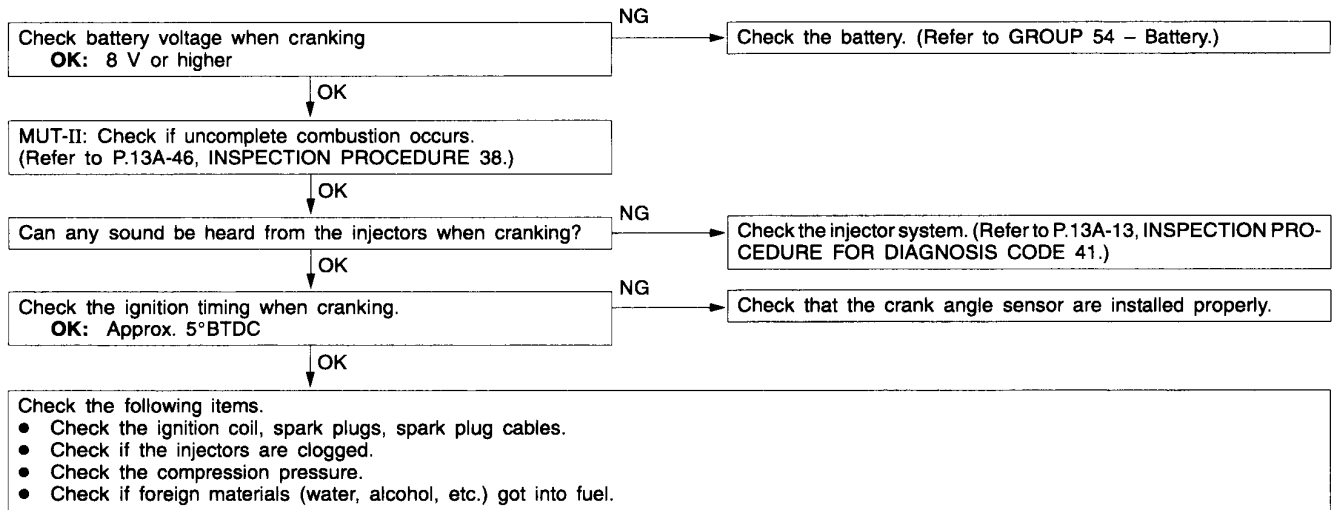 Check battery voltage when cranking
OK: 8 V or higher
NG
Check the battery. (Refer to GROUP 54 – Battery.)
OK
MUT-II: Check if uncomplete combustion occurs.
(Refer to P.13A-46, INSPECTION PROCEDURE 38.)
OK
Can any sound be heard from the injectors when cranking?
NG
Check the injector system. (Refer to P.13A-13, INSPECTION PRO-
CEDURE FOR DIAGNOSIS CODE 41.)
OK
Check the ignition timing when cranking.
OK: Approx. 5°BTDC
NG
Check that the crank angle sensor are installed properly.
OK
Check the following items.
● Check the ignition coil, spark plugs, spark plug cables.
● Check if the injectors are clogged.
● Check the compression pressure.
● Check if foreign materials (water, alcohol, etc.) got into fuel.